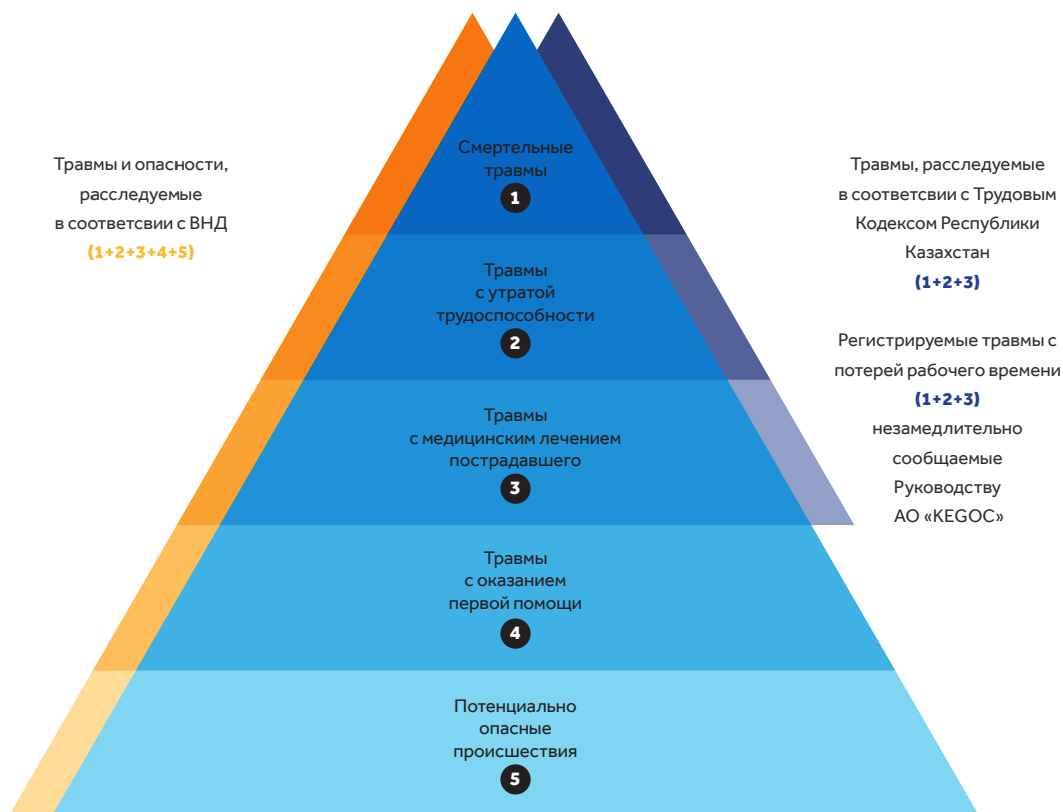 Травмы и опасности,
расследуемые
в соответсвии с ВНД
(1+2+3+4+5)
Смертельные
травмы
1
Травмы
с утратой
трудоспособности
2
Травмы
с медицинским лечением
пострадавшего
3
Травмы
с оказанием
первой помощи
4
Потенциально
опасные
происшествия
5
Травмы, расследуемые
в соответсвии с Трудовым
Кодексом Республики
Казахстан
(1+2+3)
Регистрируемые травмы с
потерей рабочего времени
(1+2+3)
незамедлительно
сообщаемые
Руководству
АО «KEGOC»